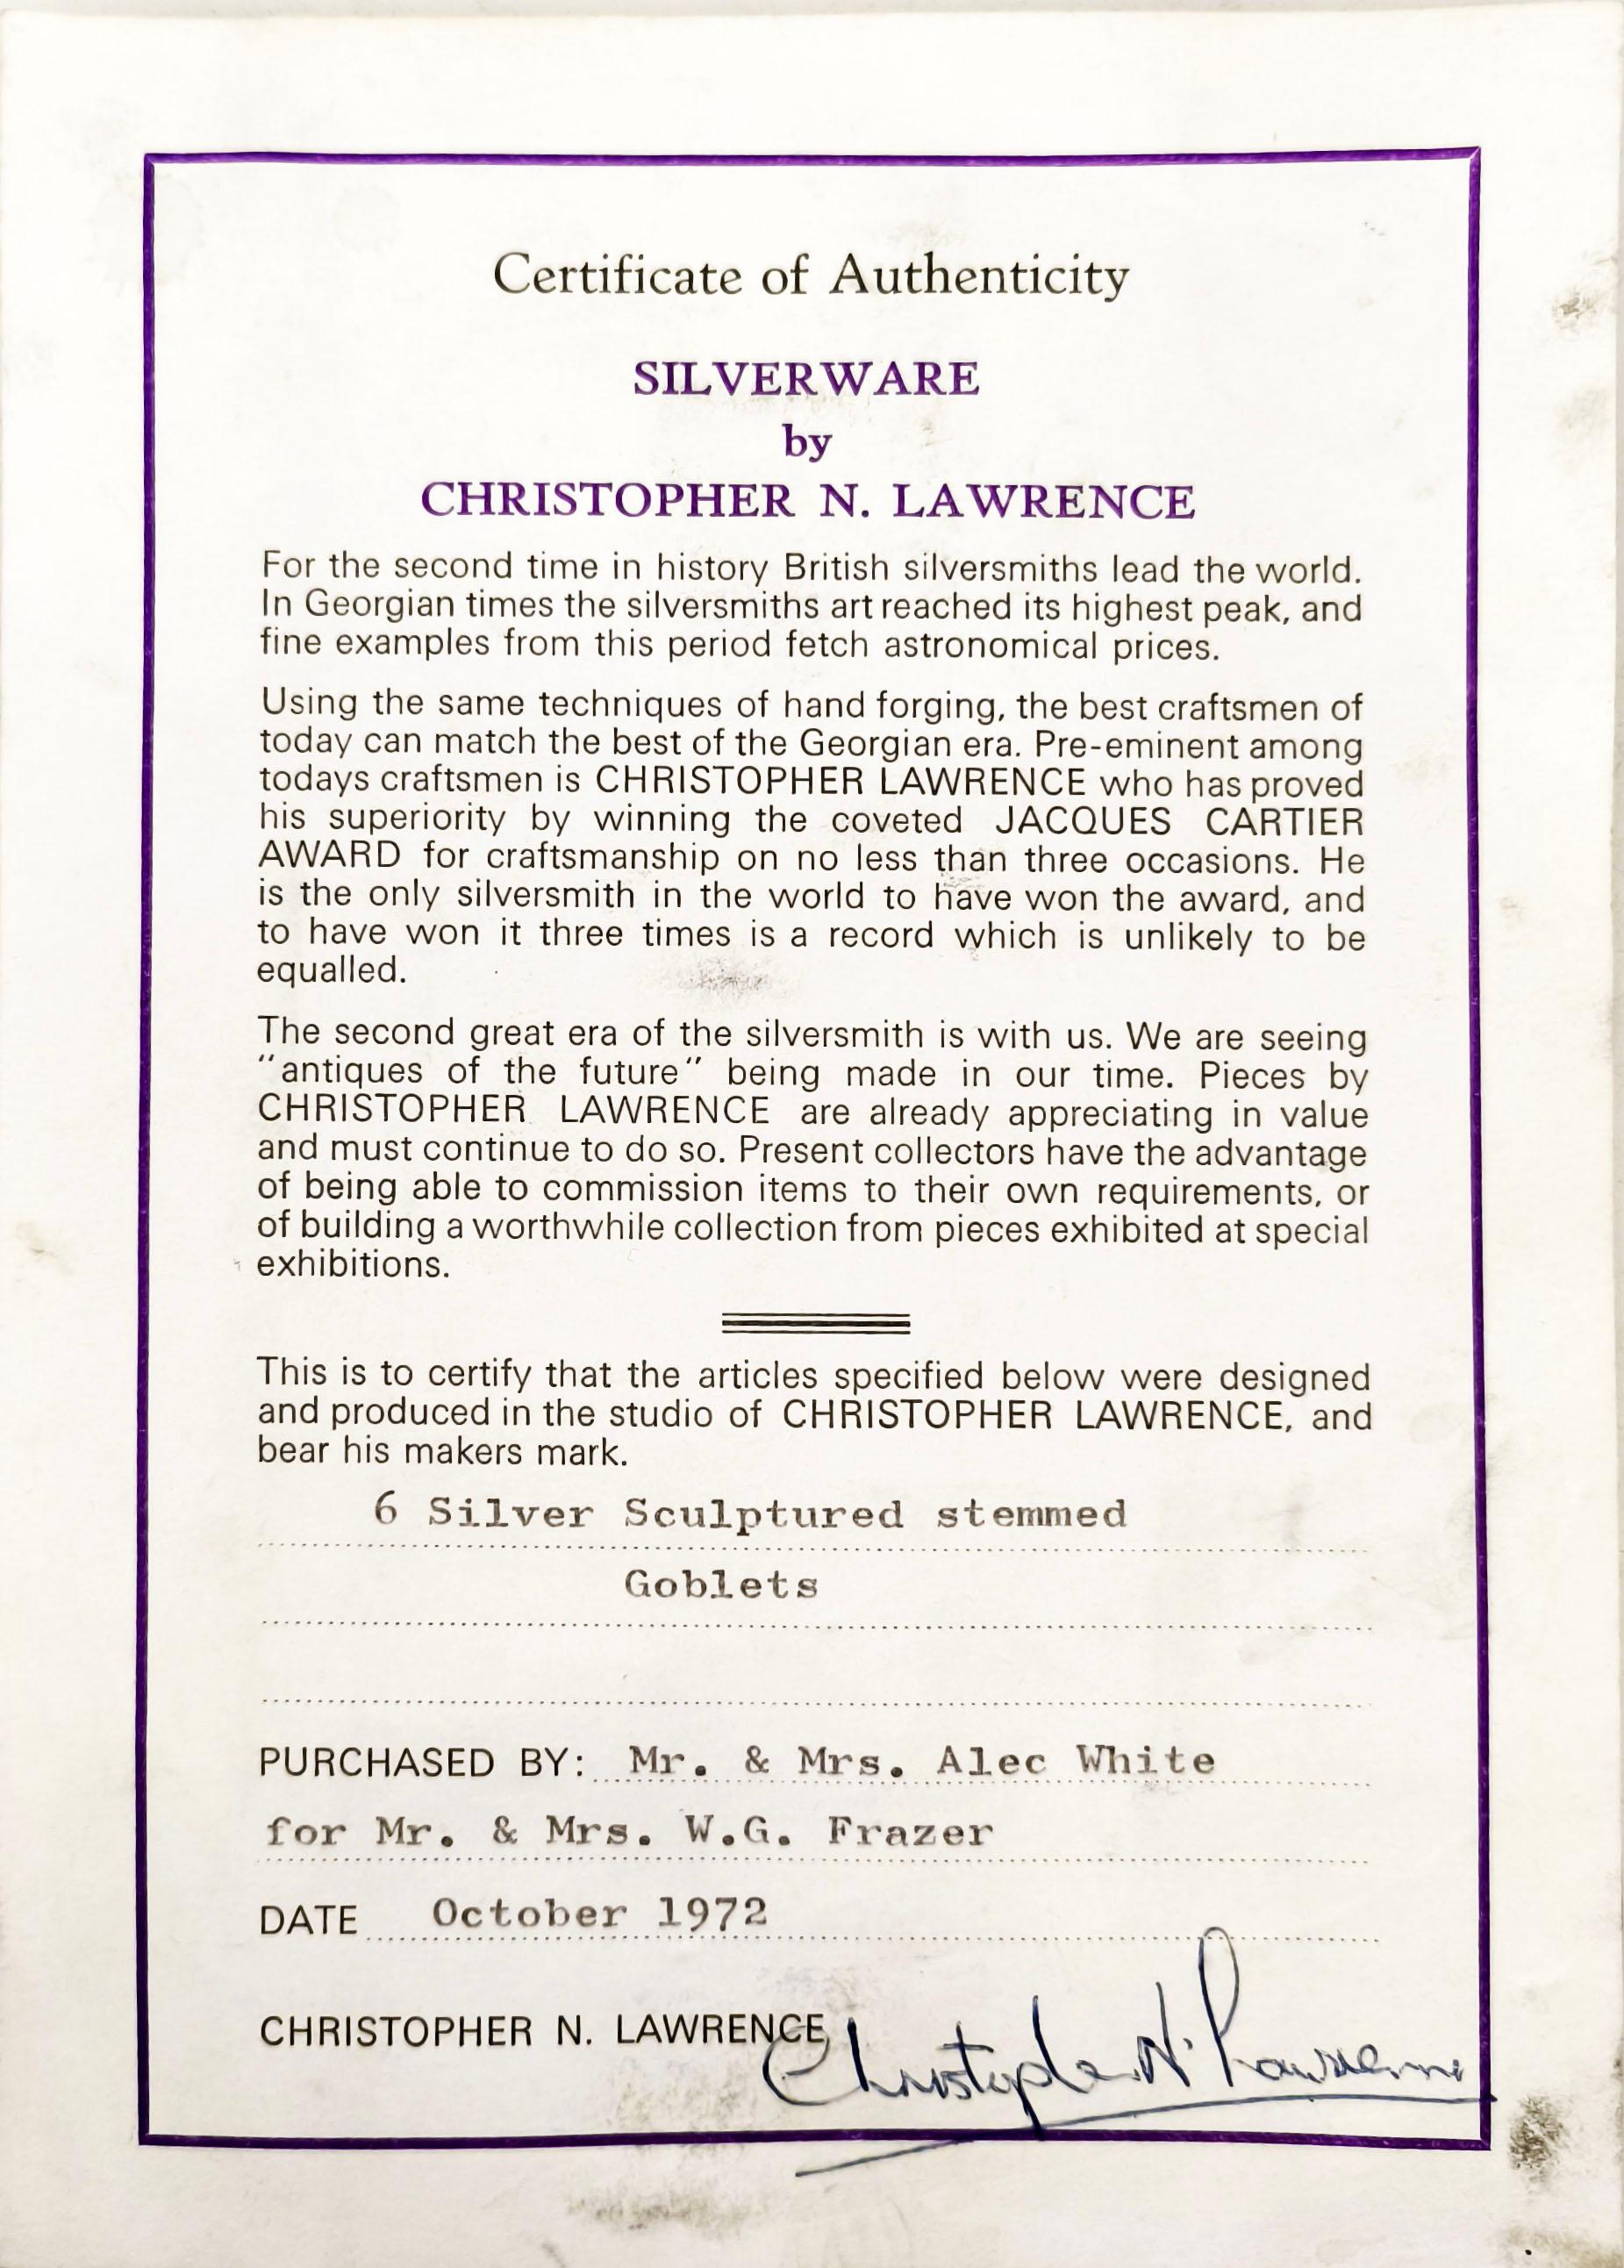 Certificate of Authenticity
SILVERWARE
by
CHRISTOPHER N. LAWRENCE
For the second time in history British silversmiths lead the world.
In Georgian times the silversmiths art reached its highest peak, and
fine examples from this period fetch astronomical prices.
Using the same techniques of hand forging, the best craftsmen of
today can match the best of the Georgian era. Pre-eminent among
todays craftsmen is CHRISTOPHER LAWRENCE who has proved
his superiority by winning the coveted JACQUES CARTIER
AWARD for craftsmanship on no less than three occasions. He
is the only silversmith in the world to have won the award, and
to have won it three times is a record which is unlikely to be
equalled.
The second great era of the silversmith is with us. We are seeing
"antiques of the future" being made in our time. Pieces by
CHRISTOPHER LAWRENCE are already appreciating in value
and must continue to do so. Present collectors have the advantage
of being able to commission items to their own requirements, or
of building a worthwhile collection from pieces exhibited at special
exhibitions.
This is to certify that the articles specified below were designed
and produced in the studio of CHRISTOPHER LAWRENCE, and
bear his makers mark.
6 Silver Sculptured stemmed
Goblets
PURCHASED BY: Mr. & Mrs. Alec White
for Mr. & Mrs. W.G. Frazer
DATE October 1972
CHRISTOPHER N. LAWRENCE Christopher N. Lawrence